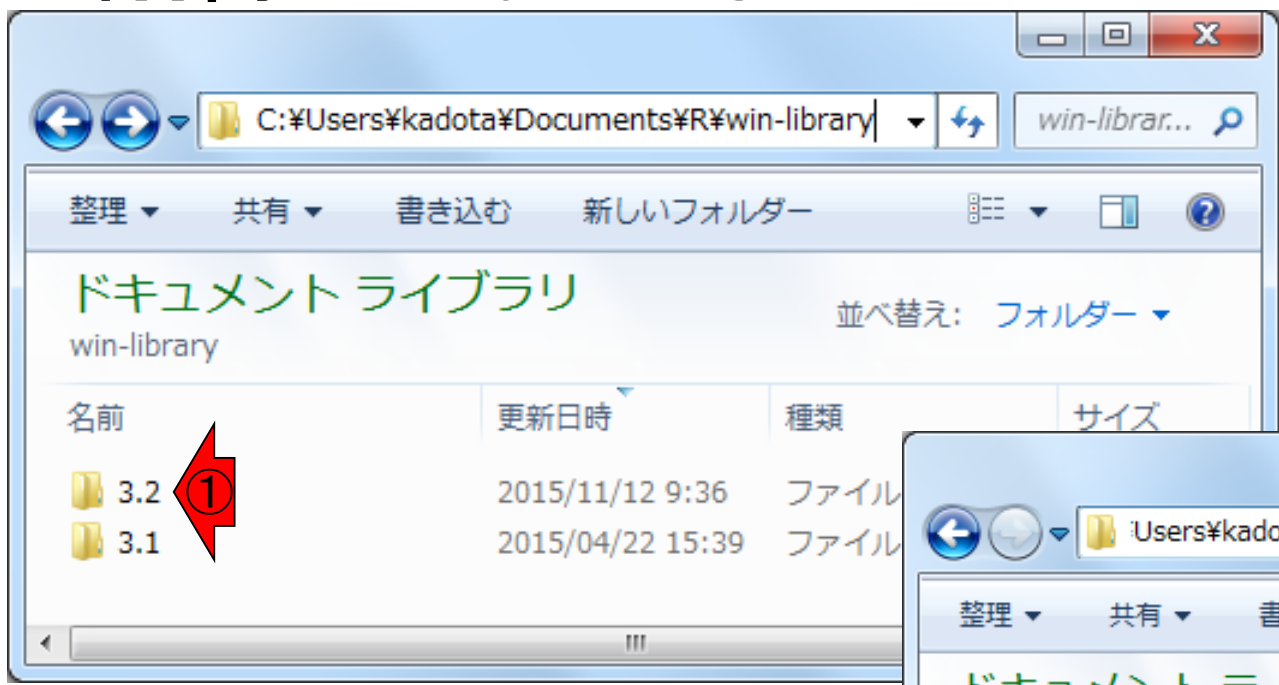 C:¥Users¥kadota¥Documents¥R¥win-library
win-librar...
整理 共有 書き込む 新しいフォルダー
ドキュメント ライブラリ
win-library
並べ替え: フォルダー
名前 更新日時 種類 サイズ
3.2 ① 2015/11/12 9:36 ファイル
3.1 2015/04/22 15:39 ファイル
Users¥kado
整理 共有 書